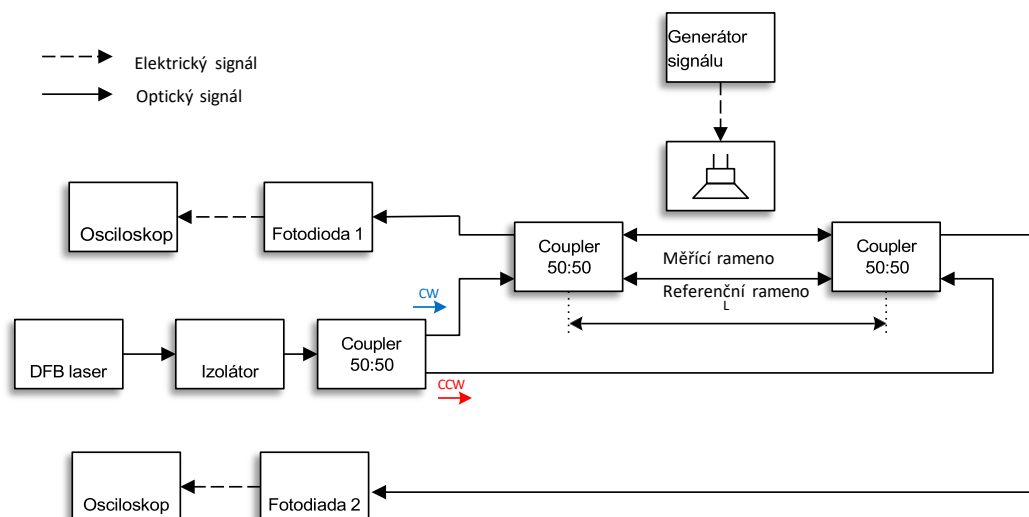 Generátor
signálu
Elektrický signál
Optický signál
Osciloskop
Fotodioda 1
Coupler
50:50
Měřící rameno
Referenční rameno
L
Coupler
50:50
CW
DFB laser
Izolátor
Coupler
50:50
CCW
Osciloskop
Fotodiada 2